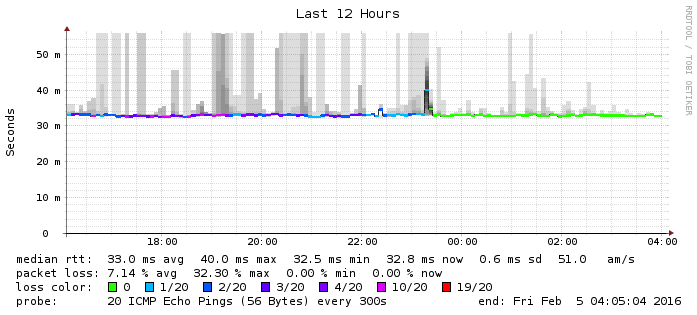 Last 12 Hours
RRDTOOL / TOBI OETIKER
Seconds
50 m
40 m
30 m
20 m
10 m
0
18:00 20:00 22:00 00:00 02:00 04:00
median rtt: 33.0 ms avg 40.0 ms max 32.5 ms min 32.8 ms now 0.6 ms sd 51.0 am/s
packet loss: 7.14 % avg 32.30 % max 0.00 % min 0.00 % now
loss color: 0 1/20 2/20 3/20 4/20 10/20 19/20
probe: 20 ICMP Echo Pings (56 Bytes) every 300s end: Fri Feb 5 04:05:04 2016